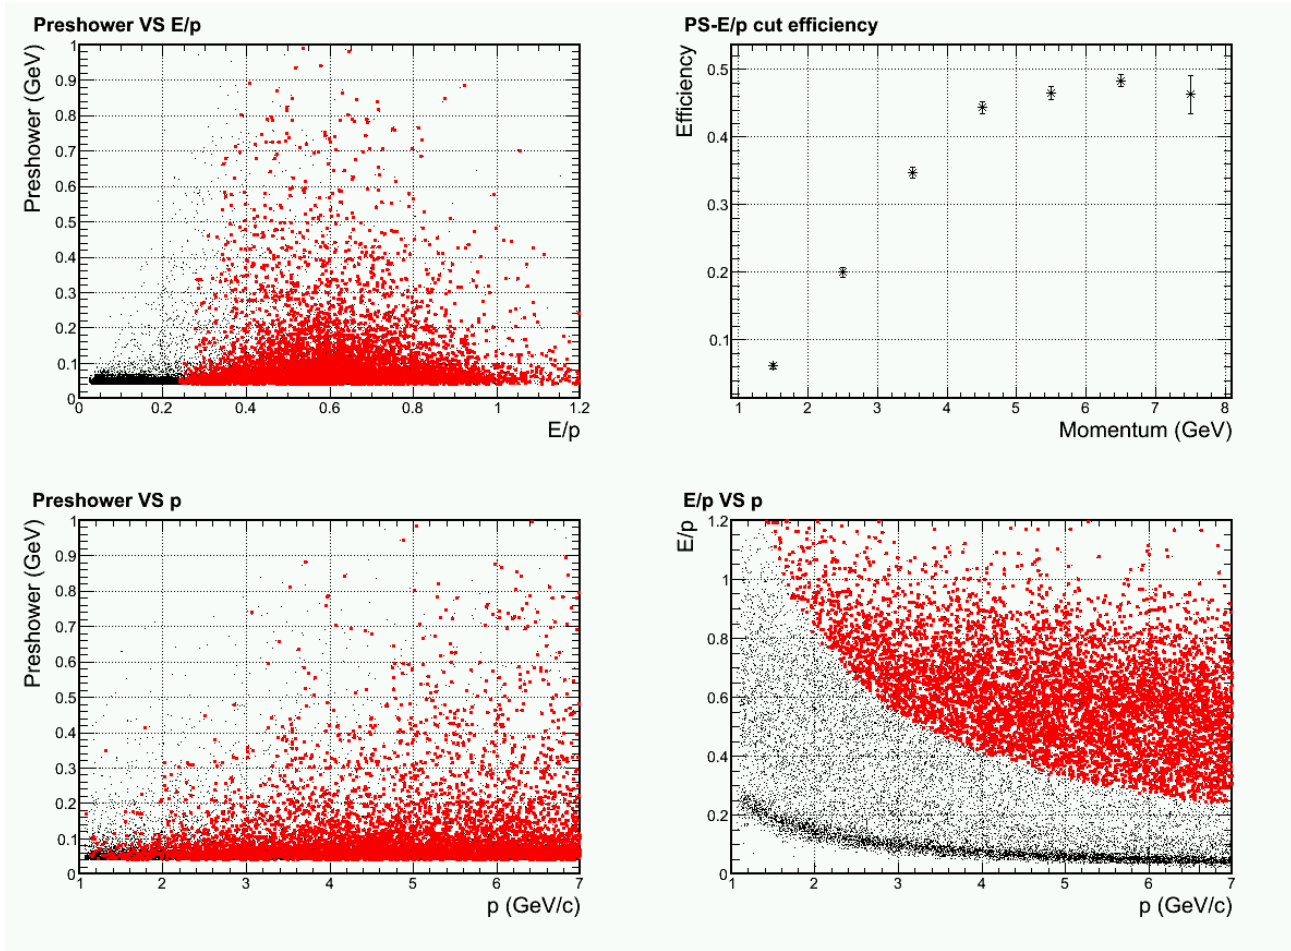 Preshower VS E/p
Preshower (GeV)
1
0.9
0.8
0.7
0.6
0.5
0.4
0.3
0.2
0.1
0
0 0.2 0.4 0.6 0.8 1 1.2
E/p
PS-E/p cut efficiency
Efficiency
0.5
0.4
0.3
0.2
0.1
1 2 3 4 5 6 7 8
Momentum (GeV)
Preshower VS p
Preshower (GeV)
1
0.9
0.8
0.7
0.6
0.5
0.4
0.3
0.2
0.1
0
1 2 3 4 5 6 7
p (GeV/c)
E/p VS p
E/p
1.2
1
0.8
0.6
0.4
0.2
0
1 2 3 4 5 6 7
p (GeV/c)